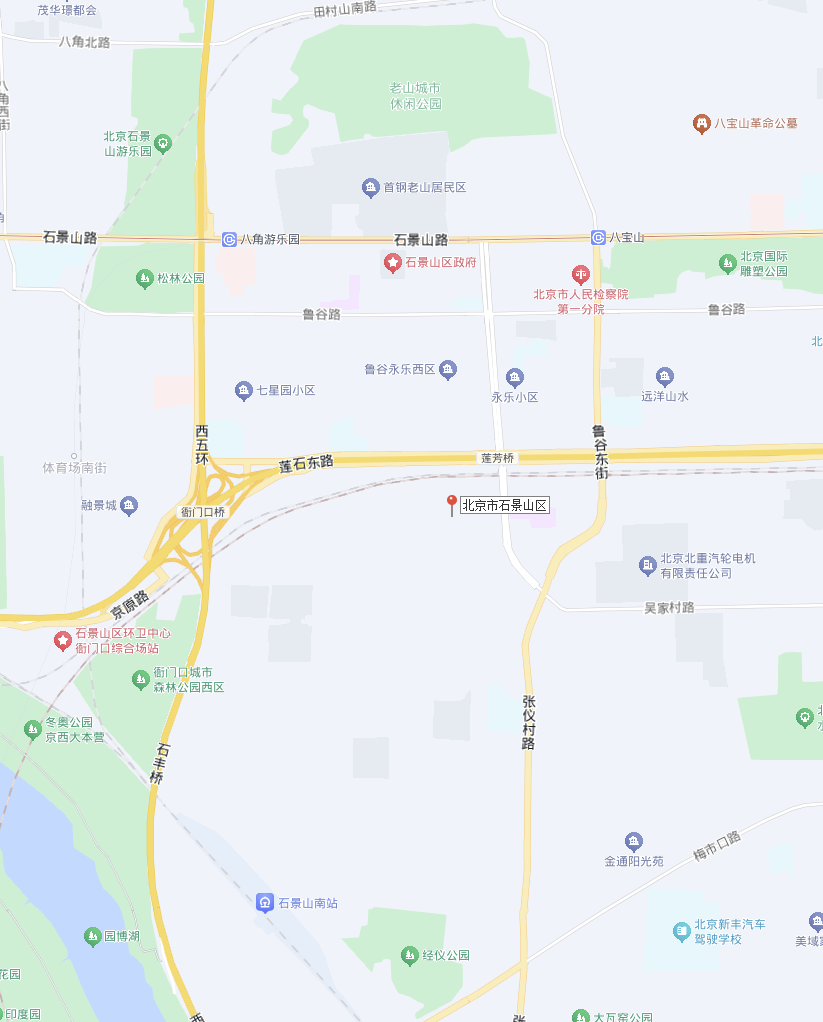 茂华璟都会
田村山南路
八角北路
八角西街
老山城市
休闲公园
北京石景
山游乐园
八宝山革命公墓
首钢老山居民区
石景山路
八角游乐园
石景山路
八宝山
松林公园
石景山区政府
北京国际
雕塑公园
北京市人民检察院
第一分院
鲁谷路
鲁谷路
鲁谷永乐西区
七星园小区
永乐小区
远洋山水
北
西五环
鲁谷东街
莲石东路
莲芳桥
体育场南街
融景城
衙门口桥
北京市石景山区
北京北重汽轮电机
有限责任公司
京原路
吴家村路
石景山区环卫中心
衙门口综合场站
衙门口城市
森林公园西区
冬奥公园
京西大本营
张仪村路
石丰桥
金通阳光苑
梅市口路
石景山南站
北京新丰汽车
驾驶学校
园博湖
经仪公园
花园
印度园
大瓦窑公园